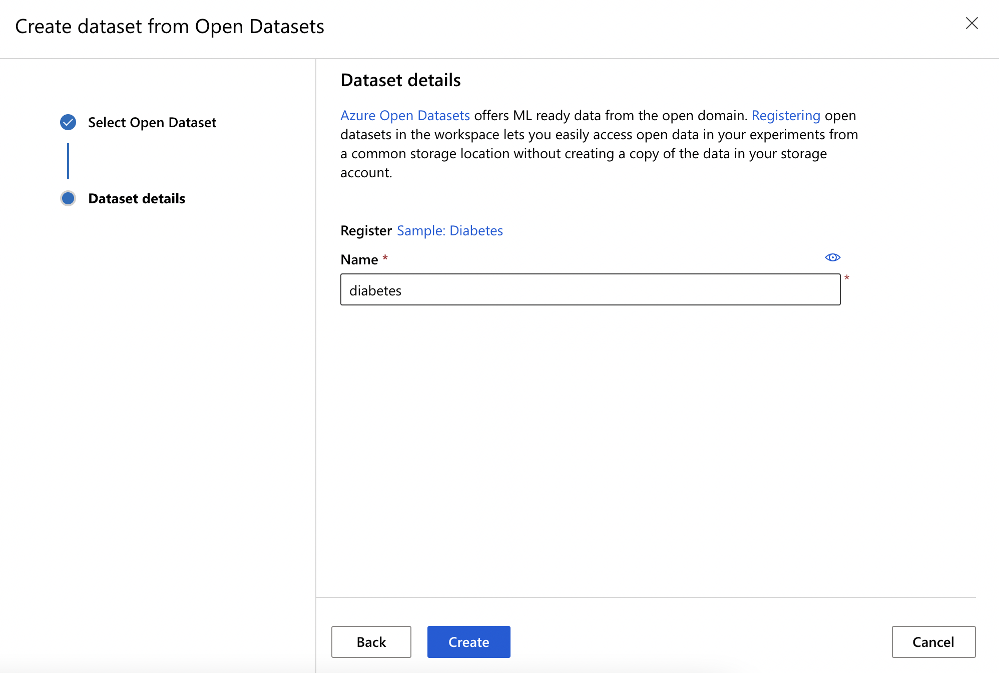 Create dataset from Open Datasets
Select Open Dataset
Dataset details
Dataset details
Azure Open Datasets offers ML ready data from the open domain. Registering open
datasets in the workspace lets you easily access open data in your experiments from
a common storage location without creating a copy of the data in your storage
account.
Register Sample: Diabetes
Name *
diabetes *
Back Create Cancel